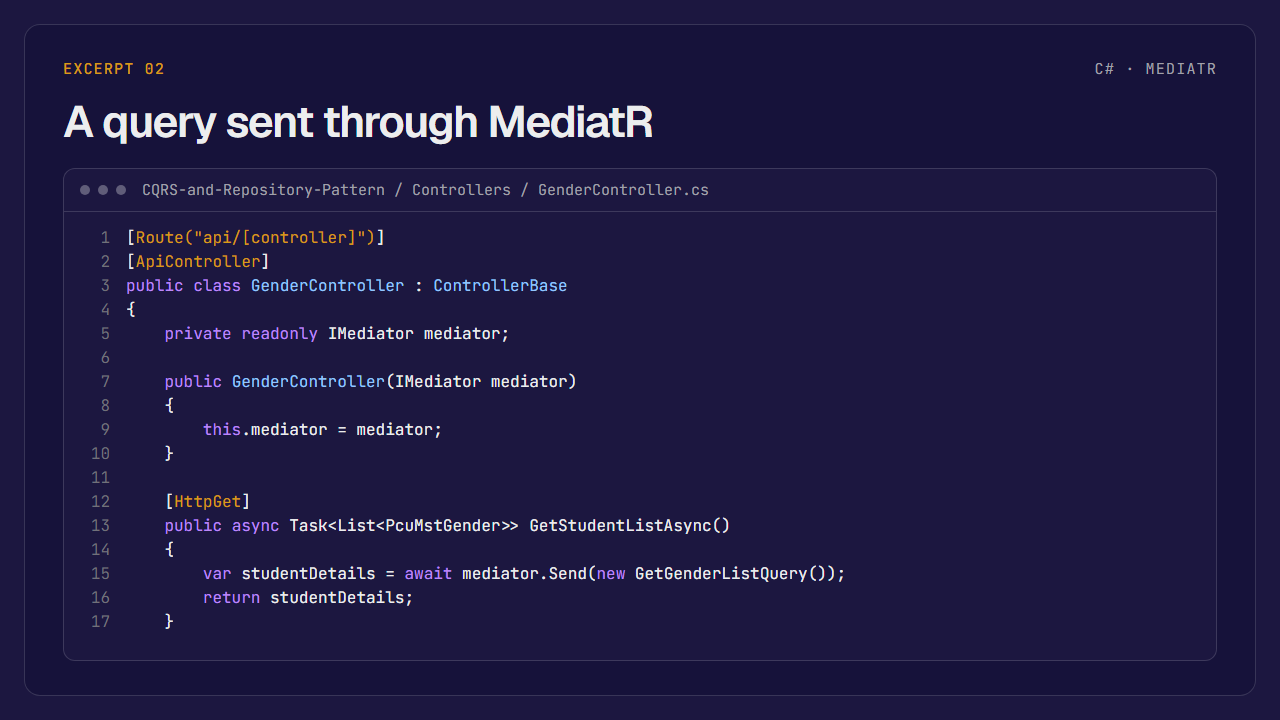 EXCERPT 02
C# · MEDIATR
A query sent through MediatR
CQRS-and-Repository-Pattern / Controllers / GenderController.cs
1 [Route("api/[controller]")]
2 [ApiController]
3 public class GenderController : ControllerBase
4 {
5     private readonly IMediator mediator;
6
7     public GenderController(IMediator mediator)
8     {
9         this.mediator = mediator;
10     }
11
12     [HttpGet]
13     public async Task<List<PcuMstGender>> GetStudentListAsync()
14     {
15         var studentDetails = await mediator.Send(new GetGenderListQuery());
16         return studentDetails;
17     }